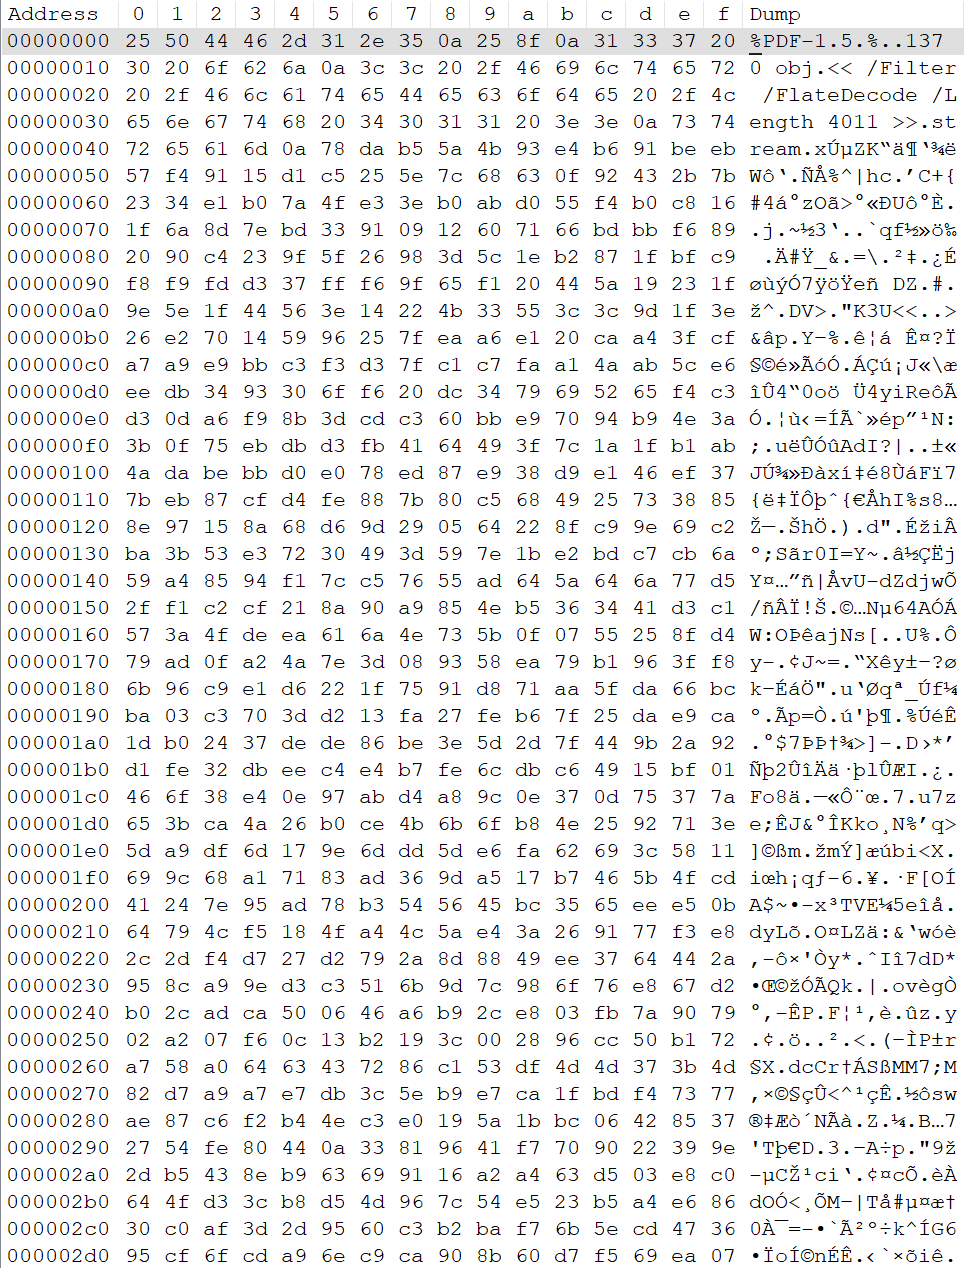 Address 0 1 2 3 4 5 6 7 8 9 a b c d e f Dump
00000000 25 50 44 46 2d 31 2e 35 0a 25 8f 0a 31 33 37 20 %PDF-1.5.%..137
00000010 30 20 6f 62 6a 0a 3c 3c 20 2f 46 69 6c 74 65 72 0 obj.<< /Filter
00000020 20 2f 46 6c 61 74 65 44 65 63 6f 64 65 20 2f 4c /FlateDecode /L
00000030 65 6e 67 74 68 20 34 30 31 31 20 3e 3e 0a 73 74 ength 4011 >>.st
00000040 72 65 61 6d 0a 78 da b5 5a 4b 93 e4 b6 91 be eb ream.xÚµZK“ä¶‘¾ë
00000050 57 f4 91 15 d1 c5 25 5e 7c 68 63 0f 92 43 2b 7b Wô‘.ÑÅ%^|hc.’C+{
00000060 23 34 e1 b0 7a 4f e3 3e b0 ab d0 55 f4 b0 c8 16 #4á°zOã>°«ÐUô°È.
00000070 1f 6a 8d 7e bd 33 91 09 12 60 71 66 bd bb f6 89 .j.~½3‘..`qf½»ö‰
00000080 20 90 c4 23 9f 5f 26 98 3d 5c 1e b2 87 1f bf c9 .Ä#Ÿ_&.=\.²‡.¿É
00000090 f8 f9 fd d3 37 ff f6 9f 65 f1 20 44 5a 19 23 1f øùýÓ7ÿöŸeñ DZ.#.
000000a0 9e 5e 1f 44 56 3e 14 22 4b 33 55 3c 3c 9d 1f 3e ž^.DV>."K3U<<..>
000000b0 26 e2 70 14 59 96 25 7f ea a6 e1 20 ca a4 3f cf &âp.Y–%.ê¦á Ê¤?Ï
000000c0 a7 a9 e9 bb c3 f3 d3 7f c1 c7 fa a1 4a ab 5c e6 §©é»ÃóÓ.ÁÇú¡J«\æ
000000d0 ee db 34 93 30 6f f6 20 dc 34 79 69 52 65 f4 c3 îÛ4“0oö Ü4yiReôÃ
000000e0 d3 0d a6 f9 8b 3d cd c3 60 bb e9 70 94 b9 4e 3a Ó.¦ù‹=ÍÃ`»ép”¹N:
000000f0 3b 0f 75 eb db bd d3 fb 41 64 49 3f 7c 1a 1f b1 ab ;.uëÛÓûAdI?|..±«
00000100 4a da be bb d0 e0 78 ed 87 e9 38 d9 e1 46 ef 37 JÚ¾»Ðàxí‡é8ÙáFï7
00000110 7b eb 87 cf d4 fe 88 7b 80 c5 68 49 25 73 38 85 {ë‡ÏÔþˆ{€ÅhI%s8…
00000120 8e 97 15 8a 68 d6 9d 29 05 64 22 8f c9 9e 69 c2 Ž—.ŠhÖ.).d".ÉžiÂ
00000130 ba 3b 53 e3 72 30 49 3d 59 7e 1b e2 bd c7 cb 6a º;Sãr0I=Y~.â½ÇËj
00000140 59 a4 85 94 f1 7c c5 76 55 ad 64 5a 64 6a 77 d5 Y¤…”ñ|ÅvU-dZdjwÕ
00000150 2f f1 c2 cf 21 8a 90 a9 85 4e b5 36 34 41 d3 c1 /ñÂÏ!Š.©…Nµ64AÓÁ
00000160 57 3a 4f de ea 61 6a 4e 73 5b 0f 07 55 25 8f d4 W:OÞêajNs[..U%.Ô
00000170 79 ad 0f a2 4a 7e 3d 08 93 58 ea 79 b1 96 3f f8 y-.¢J~=.“Xêy±–?ø
00000180 6b 96 c9 e1 d6 22 1f 75 91 d8 71 aa 5f da 66 bc k–ÉáÖ".u‘Øqª_Úf¼
00000190 ba 03 c3 70 3d d2 13 fa 27 fe b6 7f 25 da e9 ca º.Ãp=Ò.ú'þ¶.%ÚéÊ
000001a0 1d b0 24 37 de de 86 be 3e 5d 2d 7f 44 9b 2a 92 .°$7ÞÞ†¾>]-.D›*’
000001b0 d1 fe 32 db ee c4 e4 b7 fe 6c db c6 49 15 bf 01 Ñþ2ÛîÄä·þlÛÆI.¿.
000001c0 46 6f 38 e4 0e 97 ab d4 a8 9c 0e 37 0d 75 37 7a Fo8ä.—«Ô¨œ.7.u7z
000001d0 65 3b ca 4a 26 b0 ce 4b 6b 6f b8 4e 25 92 71 3e e;ÊJ&°ÎKko¸N%’q>
000001e0 5d a9 df 6d 17 9e 6d dd 5d e6 fa 62 69 3c 58 11 ]©ßm.žmÝ]æúbi<X.
000001f0 69 9c 68 a1 71 83 ad 36 9d a5 17 b7 46 5b 4f cd iœh¡qƒ-6.¥.·F[OÍ
00000200 41 24 7e 95 ad 78 b3 54 56 45 bc 35 65 ee e5 0b A$~•-x³TVE¼5eîå.
00000210 64 79 4c f5 18 4f a4 4c 5a e4 3a 26 91 77 f3 e8 dyLõ.O¤LZä:&‘wóè
00000220 2c 2d f4 d7 27 d2 79 2a 8d 88 49 ee 37 64 44 2a ,-ô×'Òy*.ˆIî7dD*
00000230 95 8c a9 9e d3 c3 51 6b 9d 7c 98 6f 76 e8 67 d2 •Œ©žÓÃQk.|.ovègÒ
00000240 b0 2c ad ca 50 06 46 a6 b9 2c e8 03 fb 7a 90 79 °,-ÊP.F¦¹,è.ûz.y
00000250 02 a2 07 f6 0c 13 b2 19 3c 00 28 96 cc 50 b1 72 .¢.ö..².<.(–ÌP±r
00000260 a7 58 a0 64 63 43 72 86 c1 53 df 4d 4d 37 3b 4d §X.dcCr†ÁSßMM7;M
00000270 82 d7 a9 a7 e7 db 3c 5e b9 e7 ca 1f bd f4 73 77 ‚×©§çÛ<^¹çÊ.½ôsw
00000280 ae 87 c6 f2 b4 4e c3 e0 19 5a 1b bc 06 42 85 37 ®‡Æò´NÃà.Z.¼.B…7
00000290 27 54 fe 80 44 0a 33 81 96 41 f7 70 90 22 39 9e 'Tþ€D.3.–A÷p."9ž
000002a0 2d b5 43 8e b9 63 69 91 16 a2 a4 63 d5 03 e8 c0 -µCŽ¹ci‘.¢¤cÕ.èÀ
000002b0 64 4f d3 3c b8 d5 4d 96 7c 54 e5 23 b5 a4 e6 86 dOÓ<¸ÕM–|Tå#µ¤æ†
000002c0 30 c0 af 3d 2d 95 60 c3 b2 ba f7 6b 5e cd 47 36 0À¯=-•`Ã²º÷k^ÍG6
000002d0 95 cf 6f cd a9 6e c9 ca 90 8b 60 d7 f5 69 ea 07 •ÏoÍ©nÉÊ.‹`×õiê.